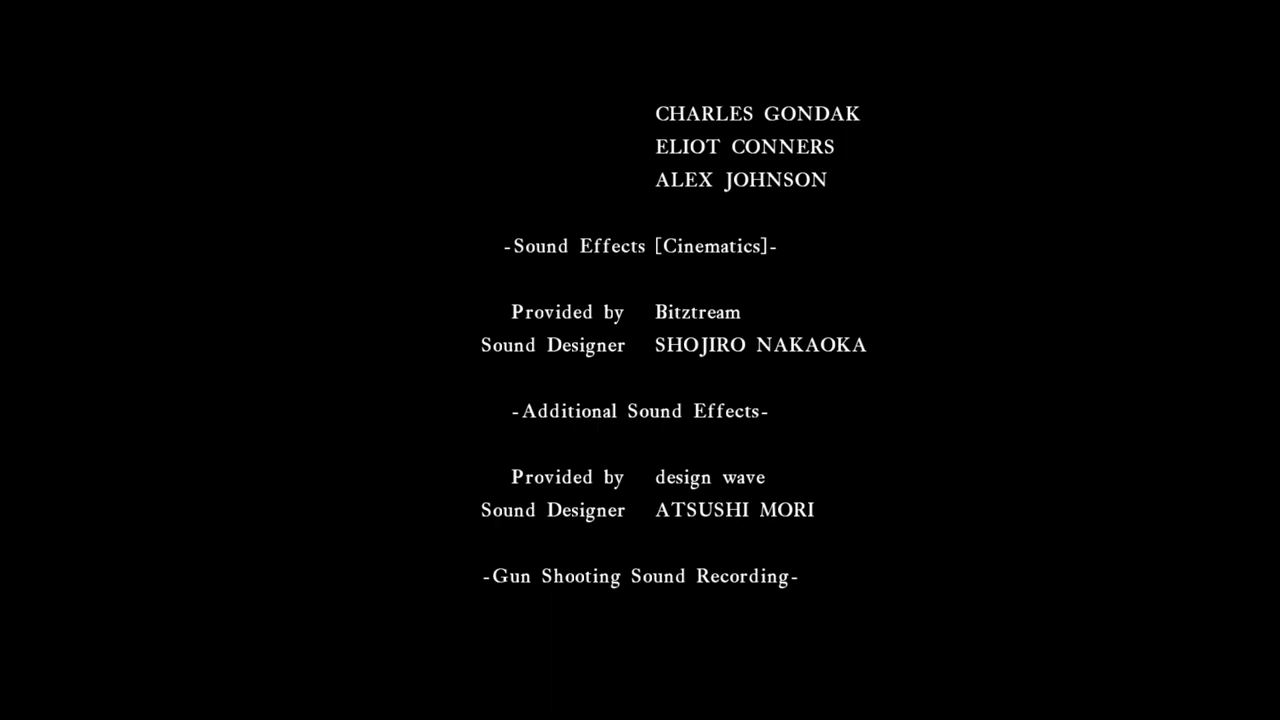 CHARLES GONDAK
ELIOT CONNERS
ALEX JOHNSON
-Sound Effects [Cinematics]-
Provided by Bitztream
Sound Designer SHOJIRO NAKAOKA
-Additional Sound Effects-
Provided by design wave
Sound Designer ATSUSHI MORI
-Gun Shooting Sound Recording-